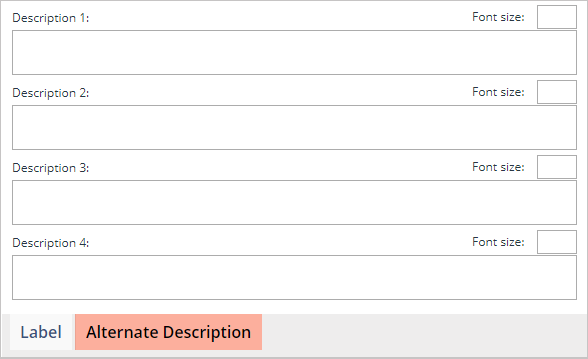 Description 1: Font size:
Description 2: Font size:
Description 3: Font size:
Description 4: Font size:
Label Alternate Description